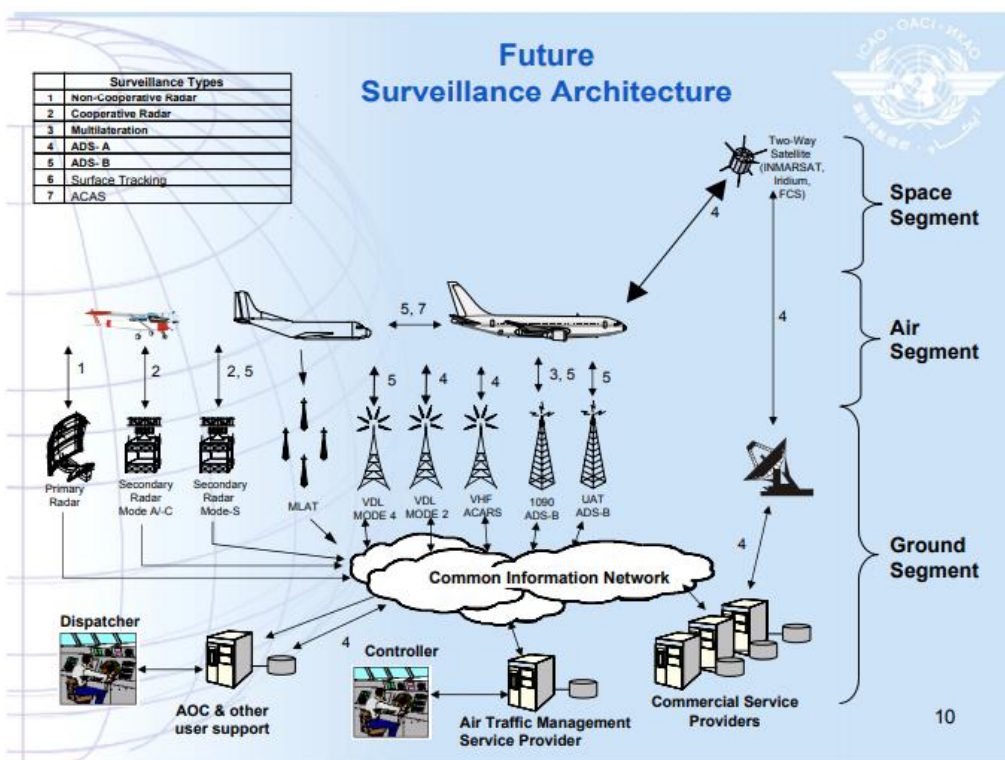 Future
Surveillance Architecture
ICAO · OACI · ИКАО
Surveillance Types
1 Non-Cooperative Radar
2 Cooperative Radar
3 Multilateration
4 ADS- A
5 ADS- B
6 Surface Tracking
7 ACAS
Two-Way
Satellite
(INMARSAT,
Iridium,
FCS)
Space
Segment
4
4
5, 7
Air
Segment
1
2
2, 5
5
4
4
3, 5
5
Primary
Radar
Secondary
Radar
Mode A/-C
Secondary
Radar
Mode-S
MLAT
VDL
MODE 4
VDL
MODE 2
VHF
ACARS
1090
ADS-B
UAT
ADS-B
Ground
Segment
4
Common Information Network
Dispatcher
4
Controller
AOC & other
user support
Air Traffic Management
Service Provider
Commercial Service
Providers
10